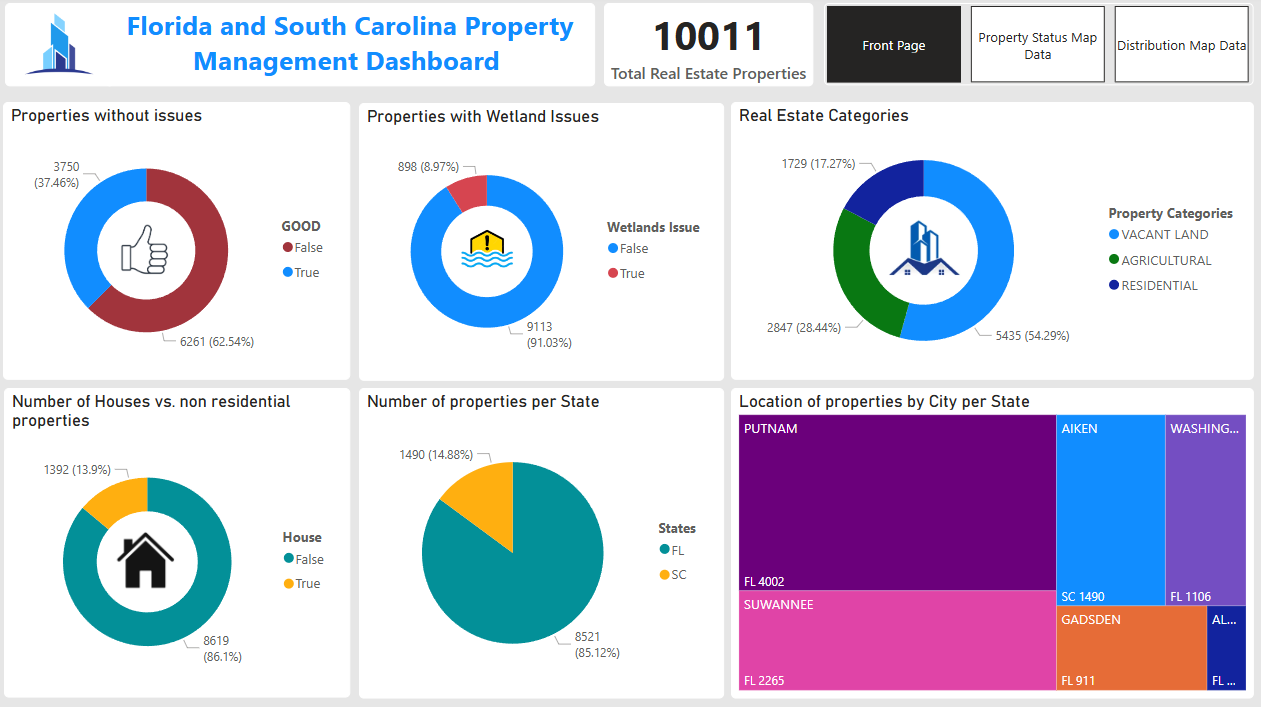 Florida and South Carolina Property
Management Dashboard
10011
Total Real Estate Properties
Front Page
Property Status Map
Data
Distribution Map Data
Properties without issues
3750
(37.46%)
6261 (62.54%)
GOOD
False
True
Properties with Wetland Issues
898 (8.97%)
9113
(91.03%)
Wetlands Issue
False
True
Real Estate Categories
1729 (17.27%)
2847 (28.44%)
5435 (54.29%)
Property Categories
VACANT LAND
AGRICULTURAL
RESIDENTIAL
Number of Houses vs. non residential
properties
1392 (13.9%)
8619
(86.1%)
House
False
True
Number of properties per State
1490 (14.88%)
8521
(85.12%)
States
FL
SC
Location of properties by City per State
PUTNAM
FL 4002
SUWANNEE
FL 2265
AIKEN
SC 1490
WASHING...
FL 1106
GADSDEN
FL 911
AL...
FL ...